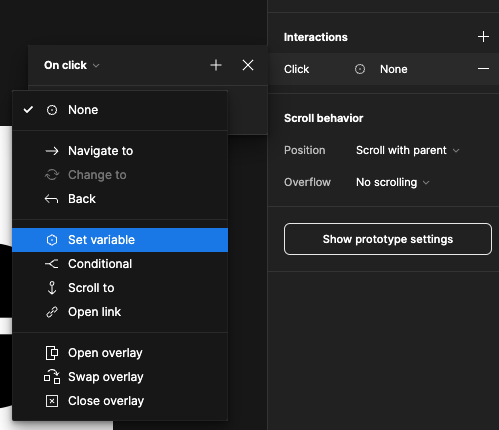 Interactions
On click
Click None
None
Scroll behavior
Navigate to
Position Scroll with parent
Change to
Overflow No scrolling
Back
Set variable
Show prototype settings
Conditional
Scroll to
Open link
Open overlay
Swap overlay
Close overlay